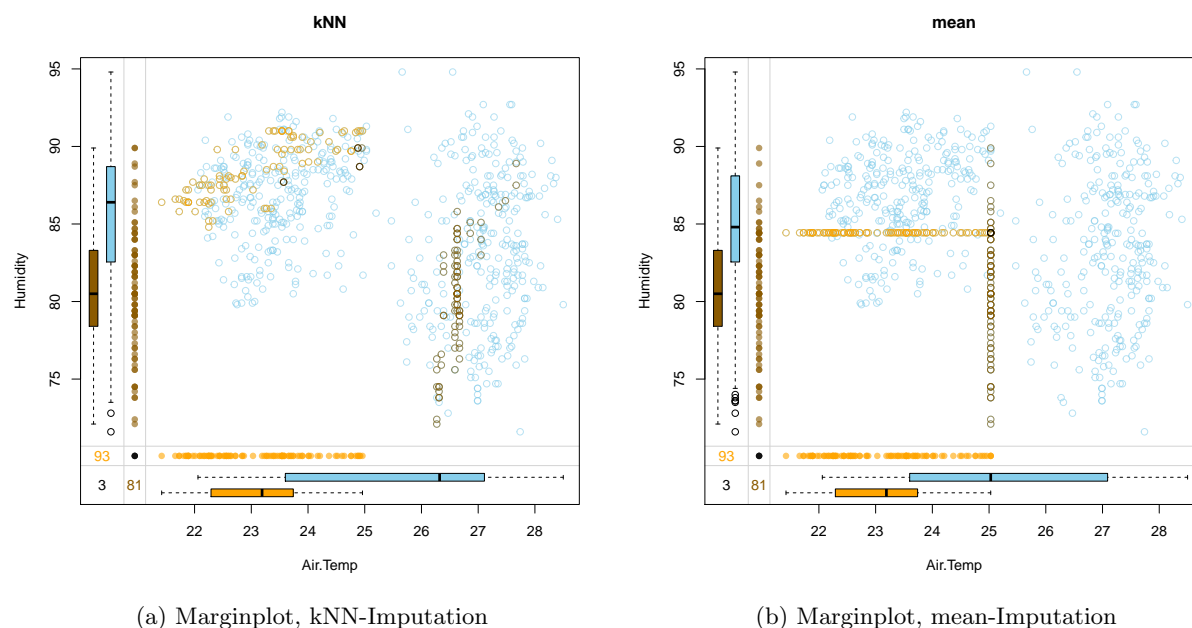 kNN
mean
95
90
85
80
75
Humidity
93
3
81
22 23 24 25 26 27 28
Air.Temp
95
90
85
80
75
Humidity
93
3
81
22 23 24 25 26 27 28
Air.Temp
(a) Marginplot, kNN-Imputation
(b) Marginplot, mean-Imputation